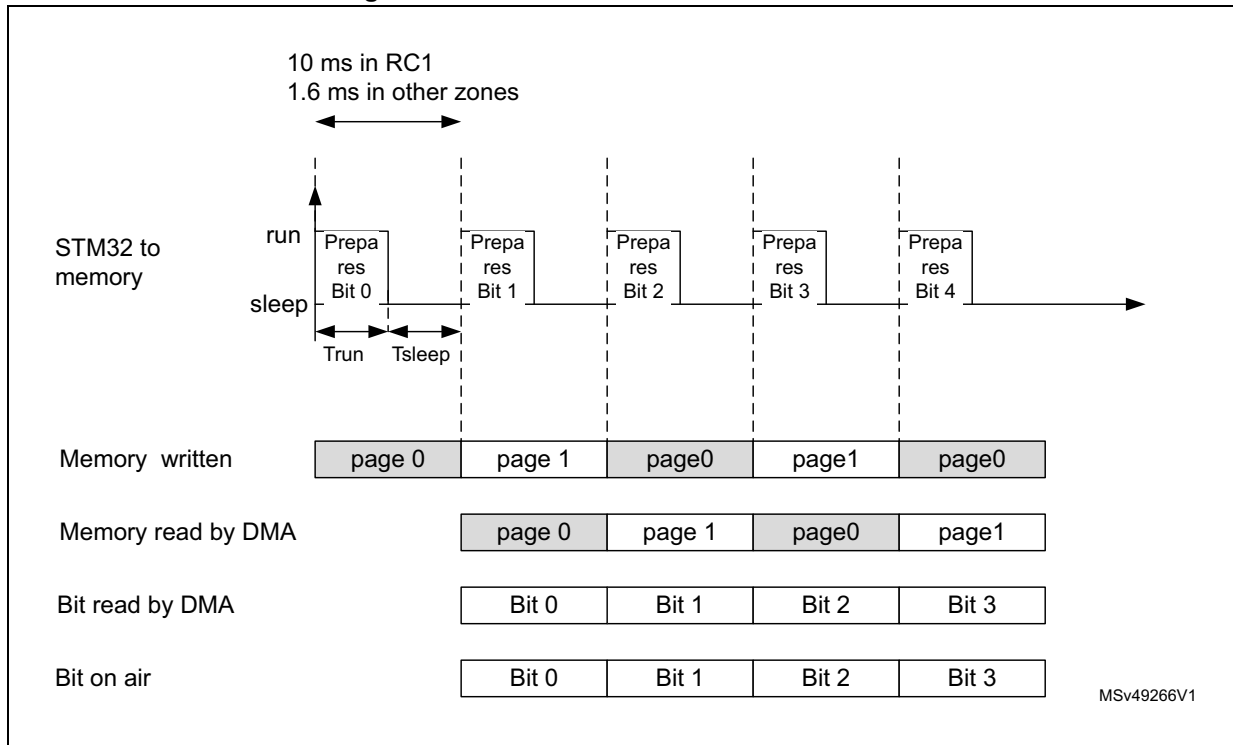 10 ms in RC1
1.6 ms in other zones
STM32 to
memory
run
sleep
Prepa
res
Bit 0
Prepa
res
Bit 1
Prepa
res
Bit 2
Prepa
res
Bit 3
Prepa
res
Bit 4
Trun Tsleep
Memory written page 0 page 1 page0 page1 page0
Memory read by DMA page 0 page 1 page0 page1
Bit read by DMA Bit 0 Bit 1 Bit 2 Bit 3
Bit on air Bit 0 Bit 1 Bit 2 Bit 3
MSv49266V1